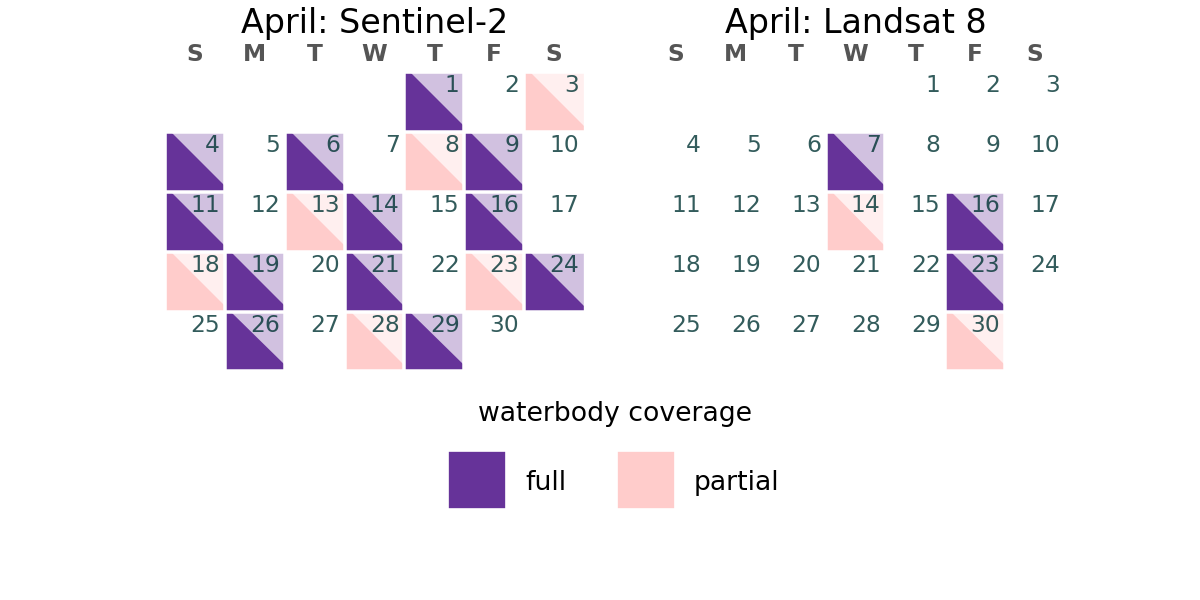 April: Sentinel-2
S M T W T F S
1 2 3
4 5 6 7 8 9 10
11 12 13 14 15 16 17
18 19 20 21 22 23 24
25 26 27 28 29 30
April: Landsat 8
S M T W T F S
1 2 3
4 5 6 7 8 9 10
11 12 13 14 15 16 17
18 19 20 21 22 23 24
25 26 27 28 29 30
waterbody coverage
full
partial